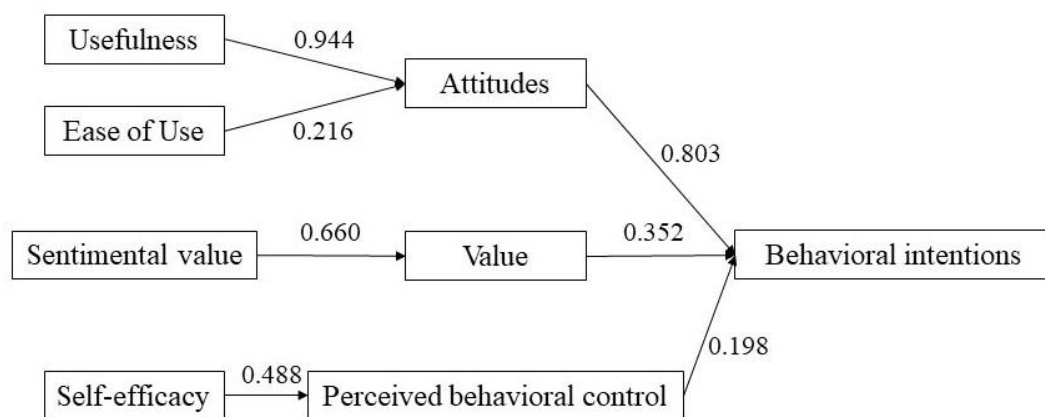 Usefulness
0.944
Attitudes
Ease of Use
0.216
0.803
Sentimental value
0.660
Value
0.352
Behavioral intentions
0.198
Self-efficacy
0.488
Perceived behavioral control